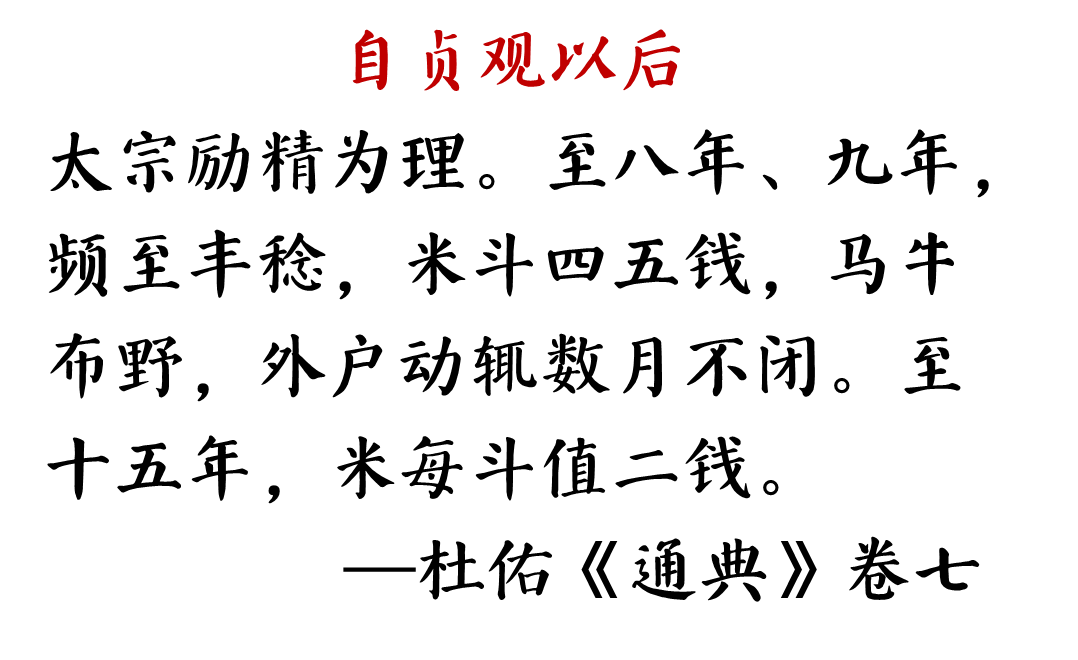 自贞观以后
太宗励精为理。至八年、九年，
频至丰稔，米斗四五钱，马牛
布野，外户动辄数月不闭。至
十五年，米每斗值二钱。
—杜佑《通典》卷七